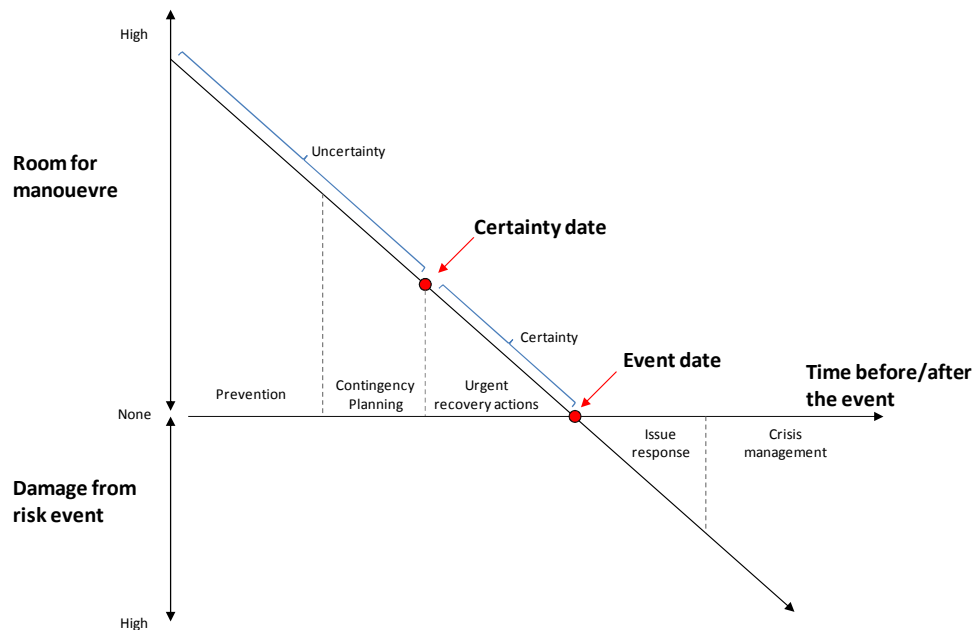 High
Room for
manouevre
Uncertainty
Certainty date
Certainty
Event date
Time before/after
the event
Prevention
Contingency
Planning
Urgent
recovery actions
None
Issue
response
Crisis
management
Damage from
risk event
High